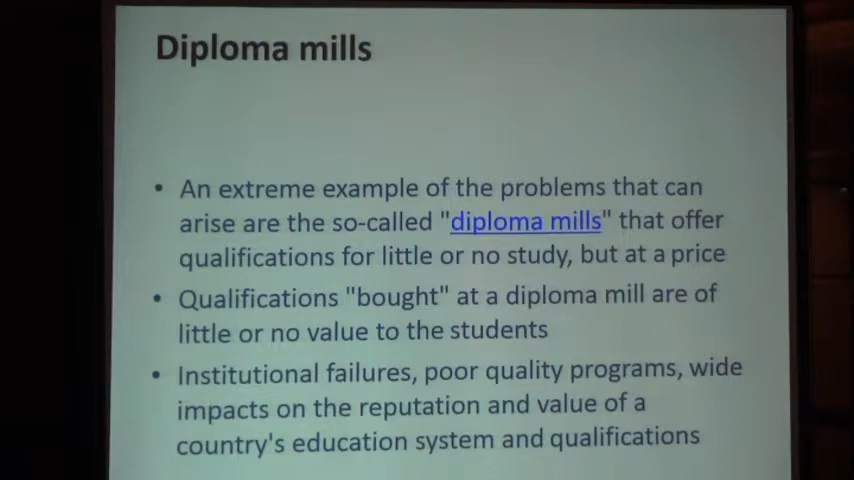 Diploma mills
• An extreme example of the problems that can
arise are the so-called "diploma mills" that offer
qualifications for little or no study, but at a price
• Qualifications "bought" at a diploma mill are of
little or no value to the students
• Institutional failures, poor quality programs, wide
impacts on the reputation and value of a
country's education system and qualifications